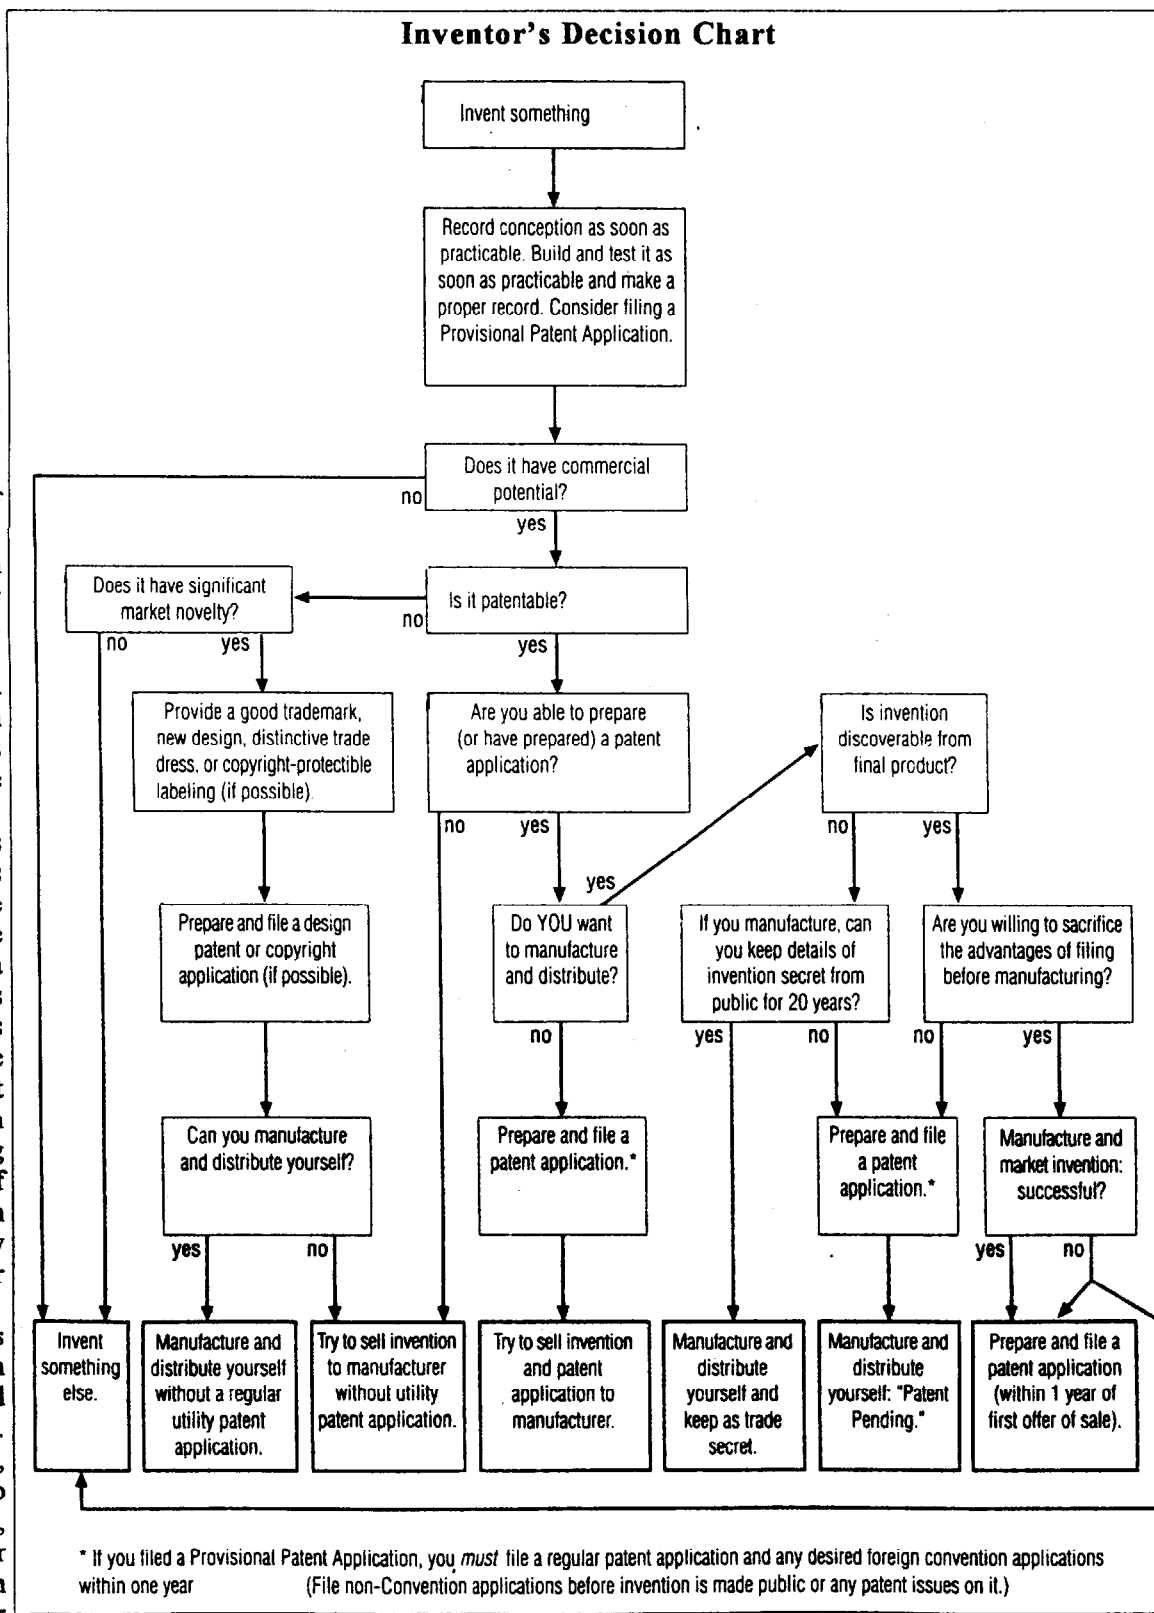 Inventor's Decision Chart
Invent something
Record conception as soon as
practicable. Build and test it as
soon as practicable and make a
proper record. Consider filing a
Provisional Patent Application.
Does it have commercial
potential?
no
yes
Does it have significant
market novelty?
Is it patentable?
no
no
yes
yes
Provide a good trademark,
new design, distinctive trade
dress, or copyright-protectible
labeling (if possible).
Are you able to prepare
(or have prepared) a patent
application?
Is invention
discoverable from
final product?
no
yes
no
yes
yes
Prepare and file a design
patent or copyright
application (if possible).
Do YOU want
to manufacture
and distribute?
If you manufacture, can
you keep details of
invention secret from
public for 20 years?
Are you willing to sacrifice
the advantages of filing
before manufacturing?
no
yes
no
no
yes
Can you manufacture
and distribute yourself?
Prepare and file a
patent application.*
Prepare and file
a patent
application.*
Manufacture and
market invention:
successful?
yes
no
yes
no
Invent
something
else.
Manufacture and
distribute yourself
without a regular
utility patent
application.
Try to sell invention
to manufacturer
without utility
patent application.
Try to sell invention
and patent
application to
manufacturer.
Manufacture and
distribute
yourself and
keep as trade
secret.
Manufacture and
distribute
yourself: "Patent
Pending."
Prepare and file a
patent application
(within 1 year of
first offer of sale).
* If you filed a Provisional Patent Application, you must file a regular patent application and any desired foreign convention applications
within one year (File non-Convention applications before invention is made public or any patent issues on it.)